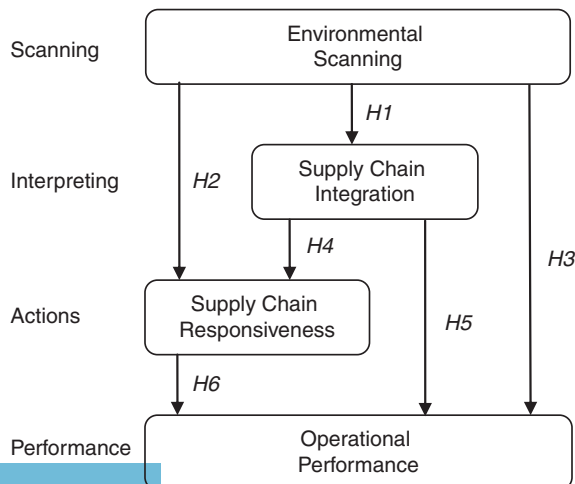 Scanning
Environmental
Scanning
H1
Interpreting
Supply Chain
Integration
H2
H4
H3
Actions
Supply Chain
Responsiveness
H5
H6
Performance
Operational
Performance